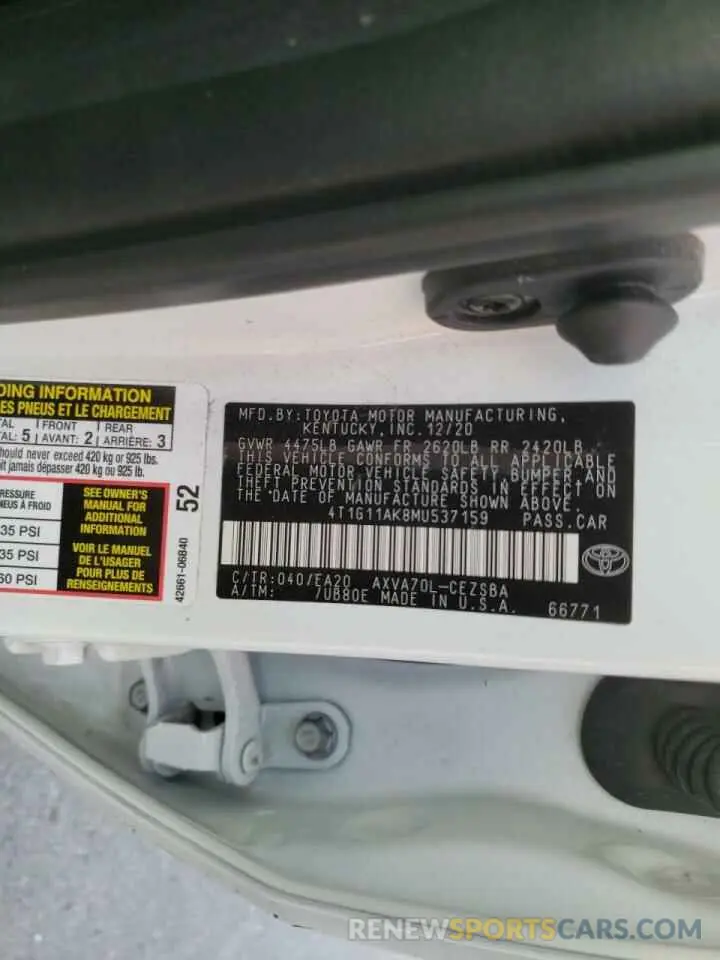 DING INFORMATION
ES PNEUS ET LE CHARGEMENT
TAL: 5 FRONT AVANT: 2 REAR ARRIÈRE: 3
should never exceed 420 kg or 925 lbs.
it jamais dépasser 420 kg ou 925 lb.
RESSURE
NEUS À FROID
35 PSI
35 PSI
60 PSI
SEE OWNER'S
MANUAL FOR
ADDITIONAL
INFORMATION
VOIR LE MANUEL
DE L'USAGER
POUR PLUS DE
RENSEIGNEMENTS
52
42661-06840
MFD.BY:TOYOTA MOTOR MANUFACTURING,
KENTUCKY,INC.12/20
GVWR 4475LB GAWR FR 2620LB RR 2420LB
THIS VEHICLE CONFORMS TO ALL APPLICABLE
FEDERAL MOTOR VEHICLE SAFETY,BUMPER,AND
THEFT PREVENTION STANDARDS IN EFFECT ON
THE DATE OF MANUFACTURE SHOWN ABOVE.
4T1G11AK8MU537159 PASS.CAR
C/TR:040/EA20 AXVA70L-CEZSBA
A/TM: 7UB80E MADE IN U.S.A. 66771
RENEWSPORTSCARS.COM